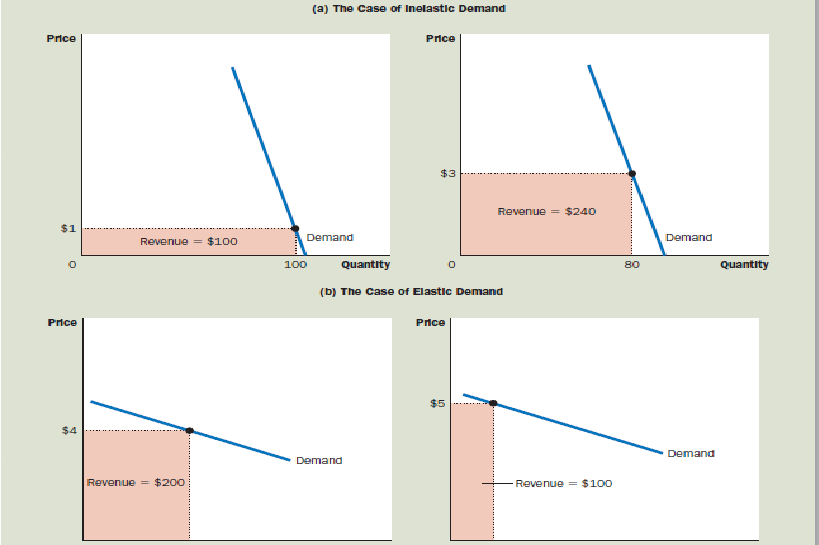 (a) The Case of Inelastic Demand
Price
$1
Revenue = $100
Demand
0
100
Quantity
Price
$3
Revenue = $240
Demand
0
80
Quantity
(b) The Case of Elastic Demand
Price
$4
Demand
Revenue = $200
Price
$5
Demand
Revenue = $100